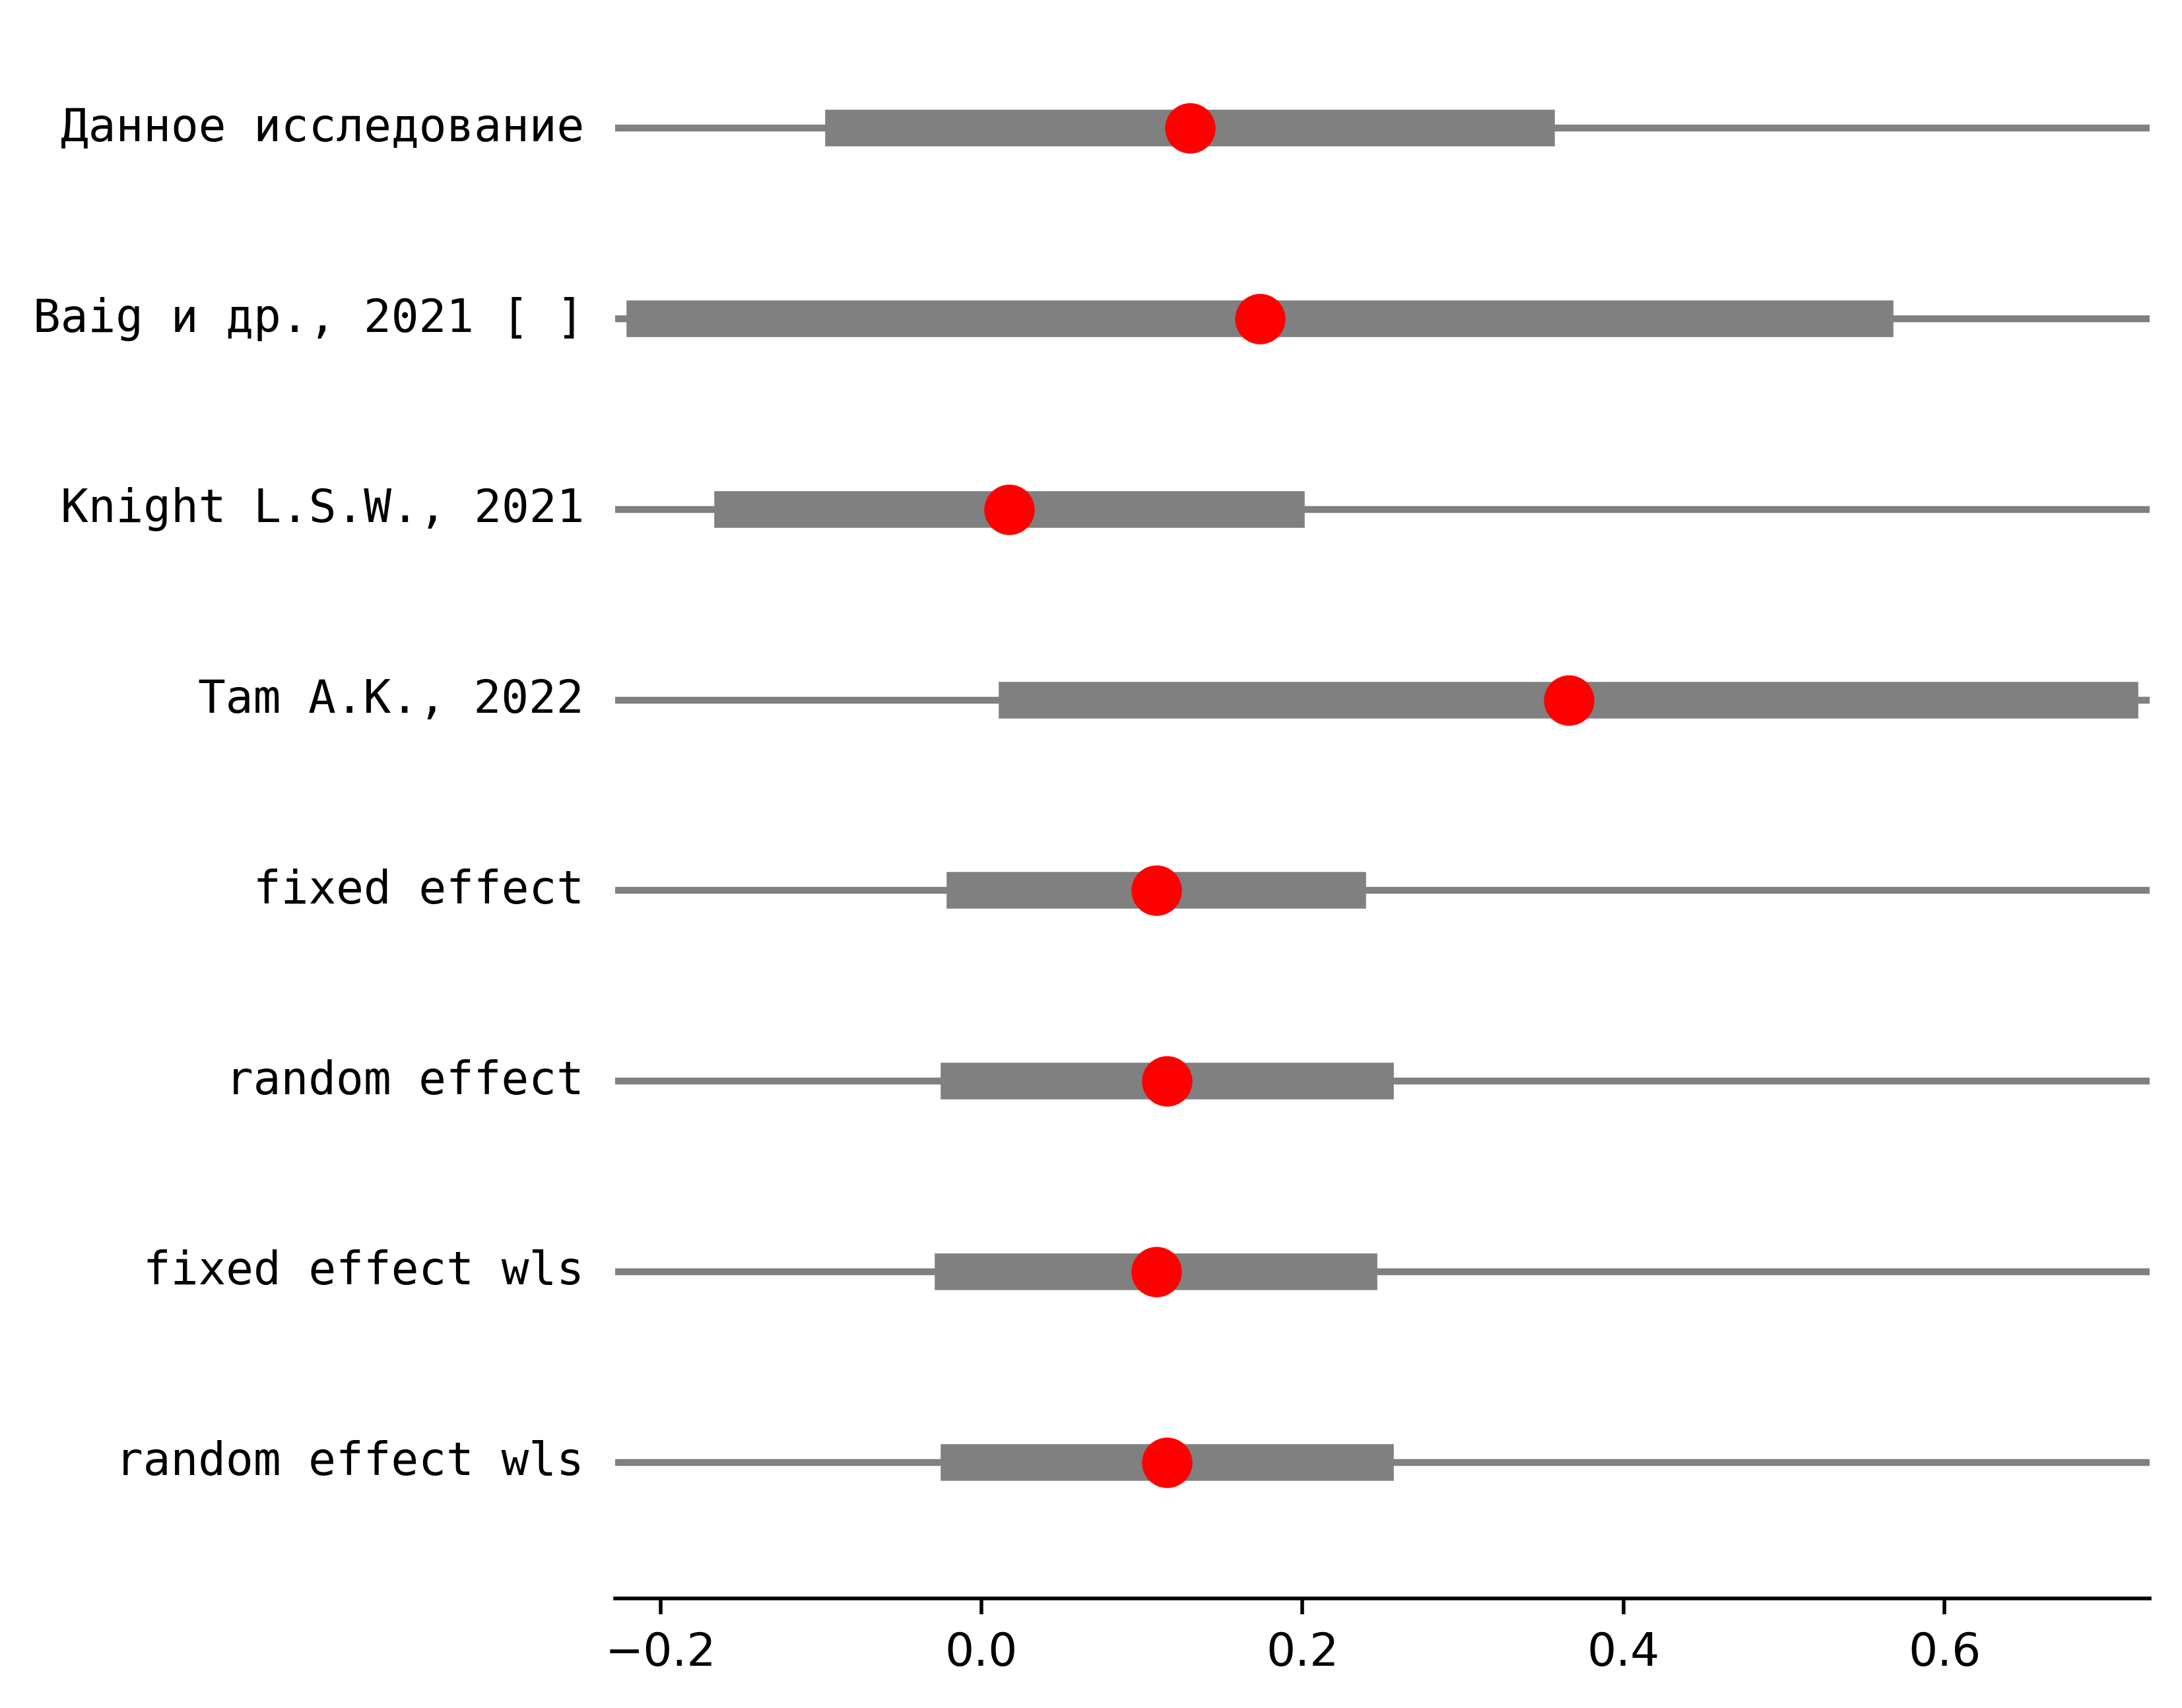 Данное исследование
Baig и др., 2021 [ ]
Knight L.S.W., 2021
Tam A.K., 2022
fixed effect
random effect
fixed effect wls
random effect wls
−0.2 0.0 0.2 0.4 0.6